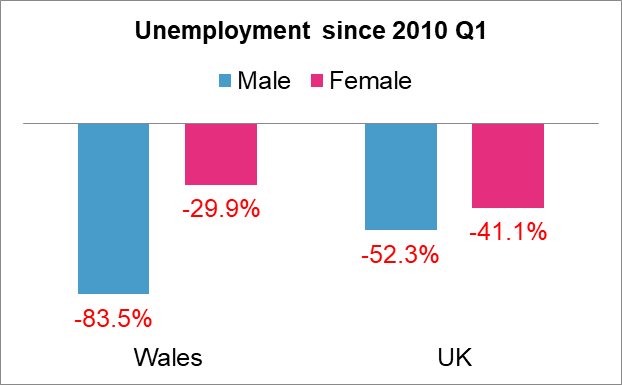 Unemployment since 2010 Q1
Male Female
-29.9%
-41.1%
-52.3%
-83.5%
Wales UK